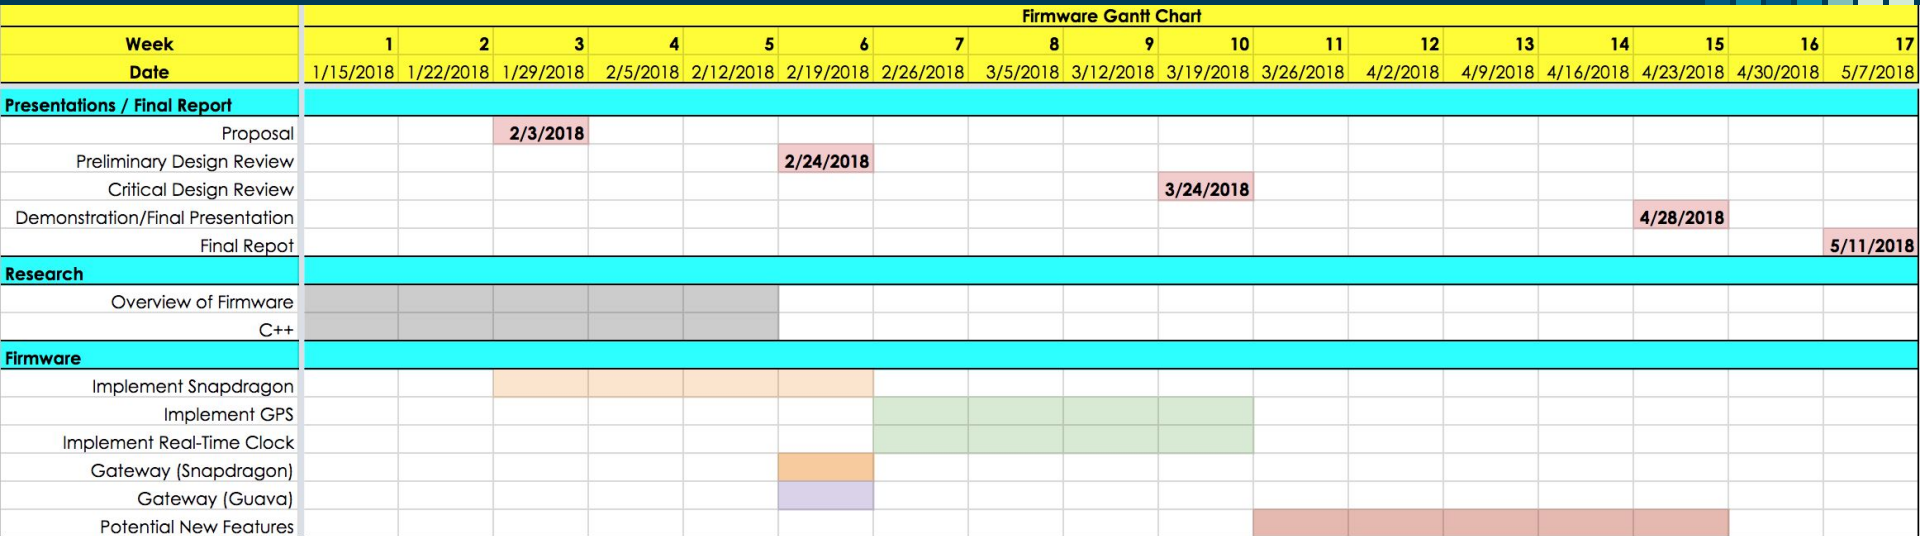 Firmware Gantt Chart
Week 1 2 3 4 5 6 7 8 9 10 11 12 13 14 15 16 17
Date 1/15/2018 1/22/2018 1/29/2018 2/5/2018 2/12/2018 2/19/2018 2/26/2018 3/5/2018 3/12/2018 3/19/2018 3/26/2018 4/2/2018 4/9/2018 4/16/2018 4/23/2018 4/30/2018 5/7/2018
Presentations / Final Report
Proposal 2/3/2018
Preliminary Design Review 2/24/2018
Critical Design Review 3/24/2018
Demonstration/Final Presentation 4/28/2018
Final Repot 5/11/2018
Research
Overview of Firmware
C++
Firmware
Implement Snapdragon
Implement GPS
Implement Real-Time Clock
Gateway (Snapdragon)
Gateway (Guava)
Potential New Features